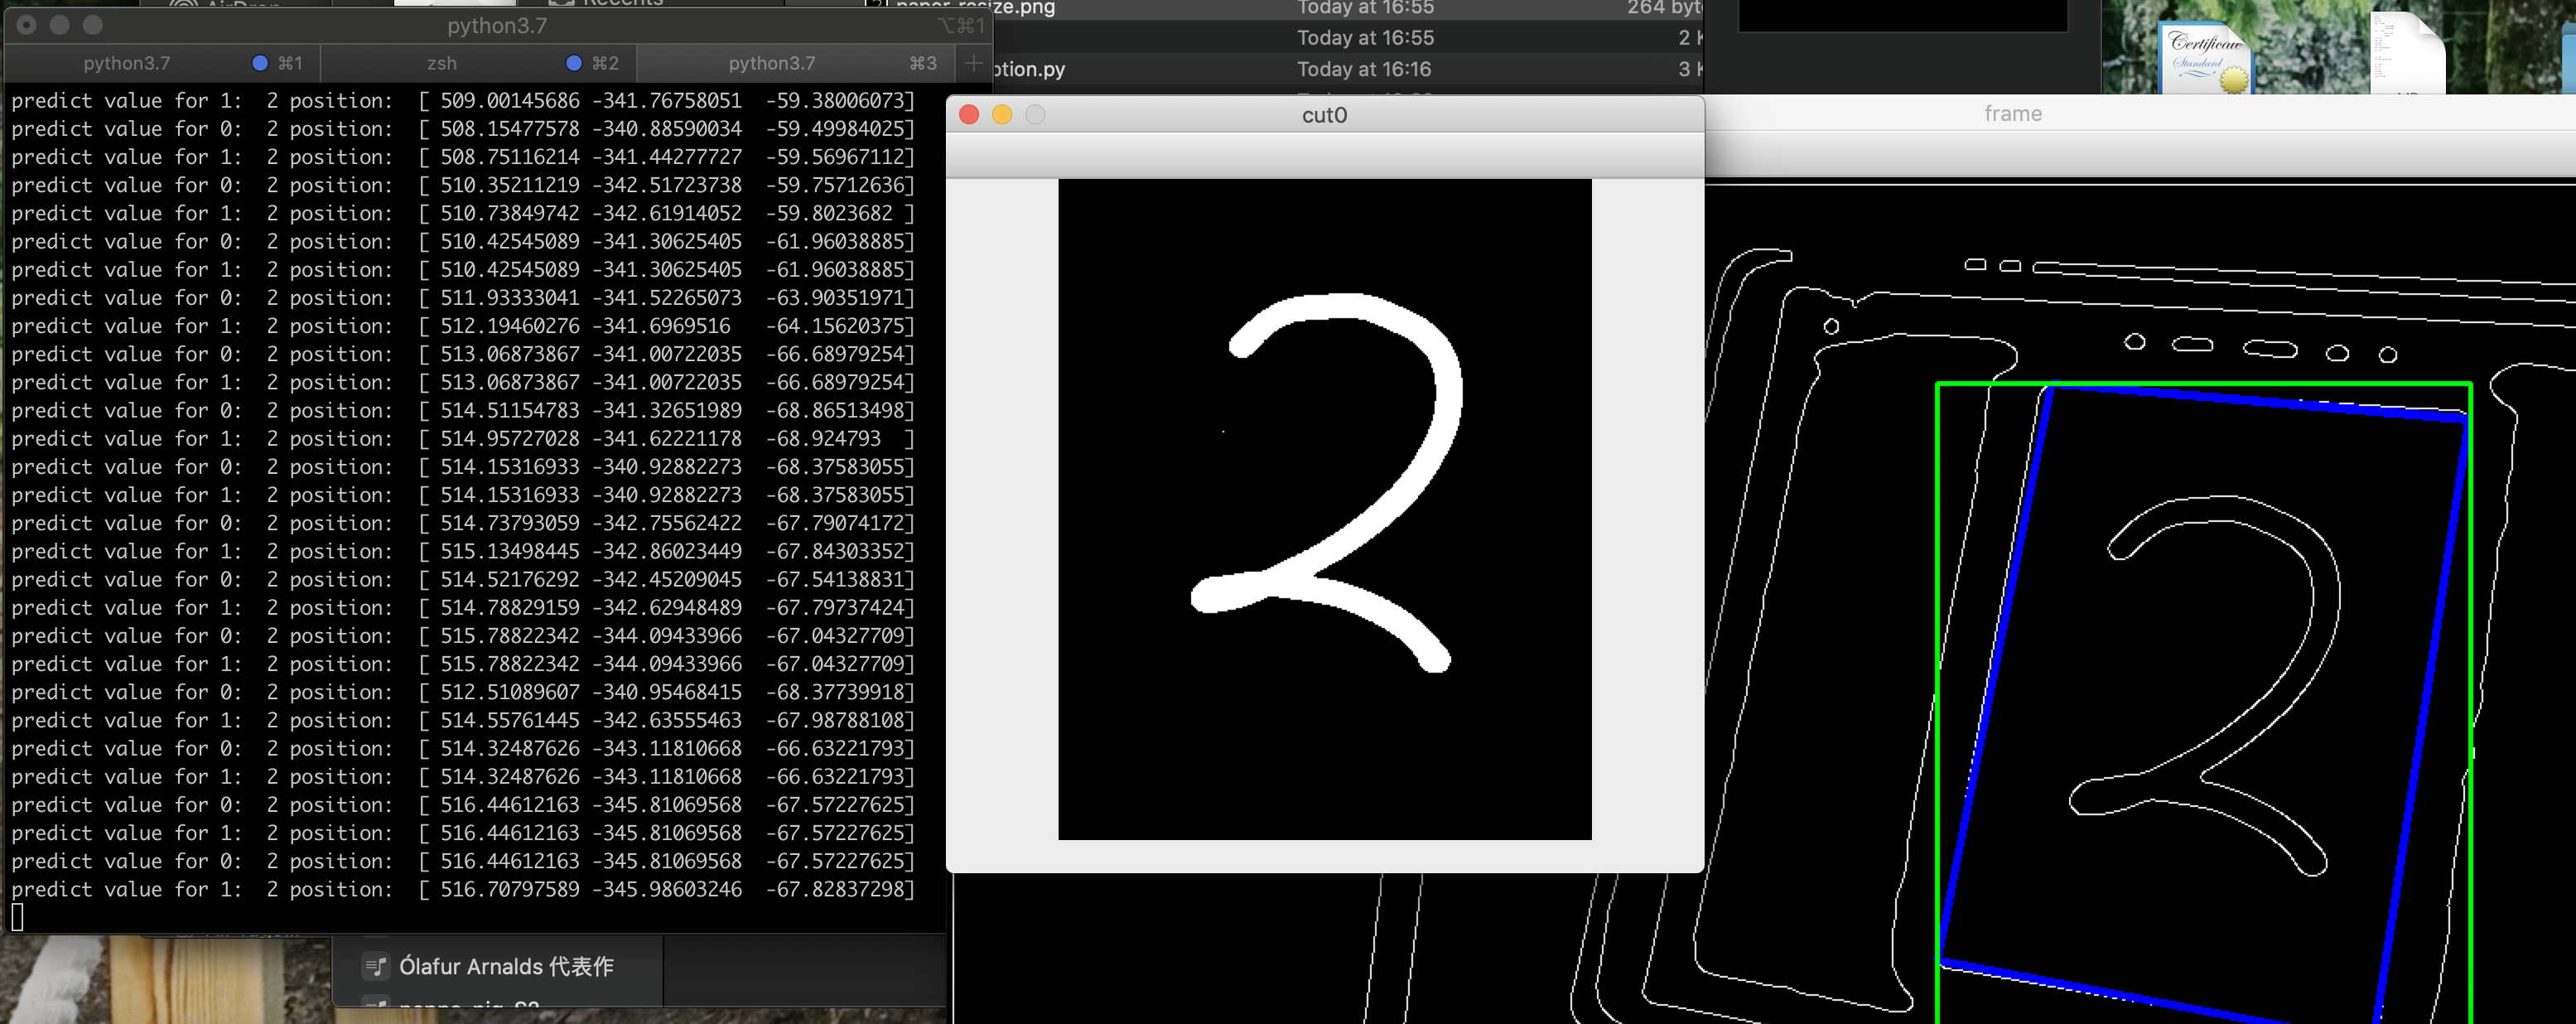 AirDrop
Recents
paper_resize.png Today at 16:55 264 byt
Today at 16:55 2 K
otion.py Today at 16:16 3 K
python3.7 ⌥⌘1
python3.7 ⌘1 zsh ⌘2 python3.7 ⌘3 +
predict value for 1:  2 position:  [ 509.00145686 -341.76758051  -59.38006073]
predict value for 0:  2 position:  [ 508.15477578 -340.88590034  -59.49984025]
predict value for 1:  2 position:  [ 508.75116214 -341.44277727  -59.56967112]
predict value for 0:  2 position:  [ 510.35211219 -342.51723738  -59.75712636]
predict value for 1:  2 position:  [ 510.73849742 -342.61914052  -59.8023682 ]
predict value for 0:  2 position:  [ 510.42545089 -341.30625405  -61.96038885]
predict value for 1:  2 position:  [ 510.42545089 -341.30625405  -61.96038885]
predict value for 0:  2 position:  [ 511.93333041 -341.52265073  -63.90351971]
predict value for 1:  2 position:  [ 512.19460276 -341.6969516   -64.15620375]
predict value for 0:  2 position:  [ 513.06873867 -341.00722035  -66.68979254]
predict value for 1:  2 position:  [ 513.06873867 -341.00722035  -66.68979254]
predict value for 0:  2 position:  [ 514.51154783 -341.32651989  -68.86513498]
predict value for 1:  2 position:  [ 514.95727028 -341.62221178  -68.924793  ]
predict value for 0:  2 position:  [ 514.15316933 -340.92882273  -68.37583055]
predict value for 1:  2 position:  [ 514.15316933 -340.92882273  -68.37583055]
predict value for 0:  2 position:  [ 514.73793059 -342.75562422  -67.79074172]
predict value for 1:  2 position:  [ 515.13498445 -342.86023449  -67.84303352]
predict value for 0:  2 position:  [ 514.52176292 -342.45209045  -67.54138831]
predict value for 1:  2 position:  [ 514.78829159 -342.62948489  -67.79737424]
predict value for 0:  2 position:  [ 515.78822342 -344.09433966  -67.04327709]
predict value for 1:  2 position:  [ 515.78822342 -344.09433966  -67.04327709]
predict value for 0:  2 position:  [ 512.51089607 -340.95468415  -68.37739918]
predict value for 1:  2 position:  [ 514.55761445 -342.63555463  -67.98788108]
predict value for 0:  2 position:  [ 514.32487626 -343.11810668  -66.63221793]
predict value for 1:  2 position:  [ 514.32487626 -343.11810668  -66.63221793]
predict value for 0:  2 position:  [ 516.44612163 -345.81069568  -67.57227625]
predict value for 1:  2 position:  [ 516.44612163 -345.81069568  -67.57227625]
predict value for 0:  2 position:  [ 516.44612163 -345.81069568  -67.57227625]
predict value for 1:  2 position:  [ 516.70797589 -345.98603246  -67.82837298]
Ólafur Arnalds 代表作
cut0
2
frame
2
Certificate
Standard